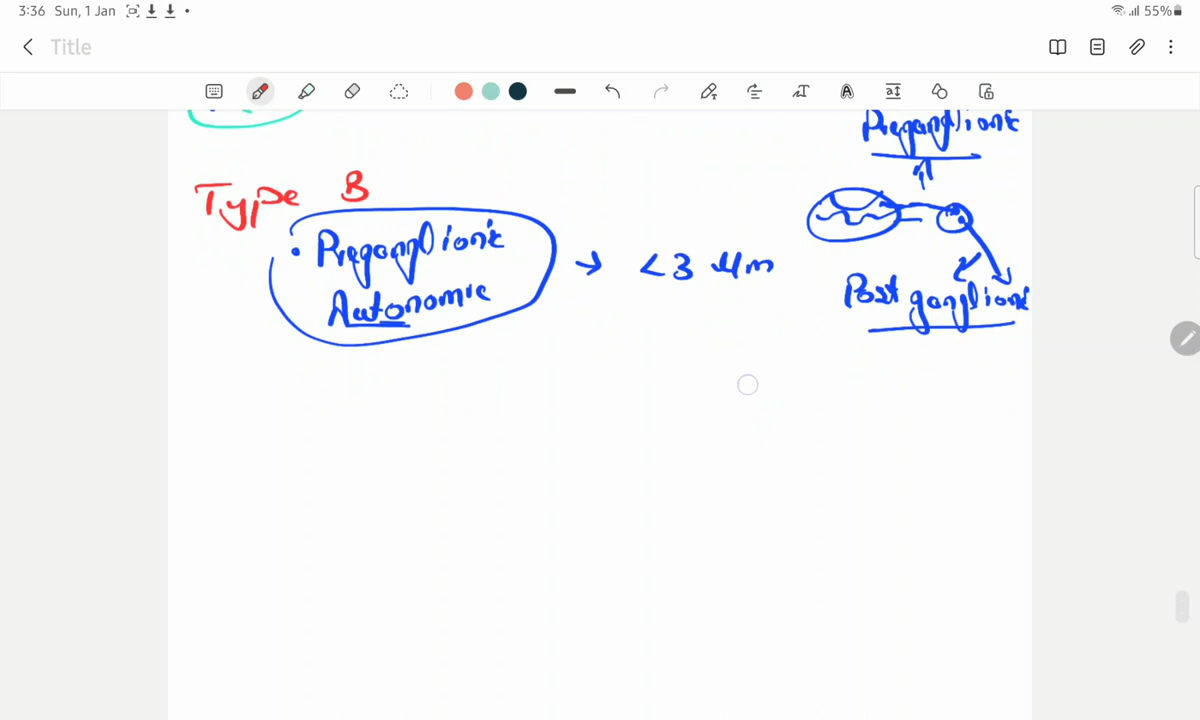 3:36 Sun, 1 Jan
55%
Title
Preganglionic
Type B
• Preganglionic → <3 μm
Autonomic
Post ganglionic